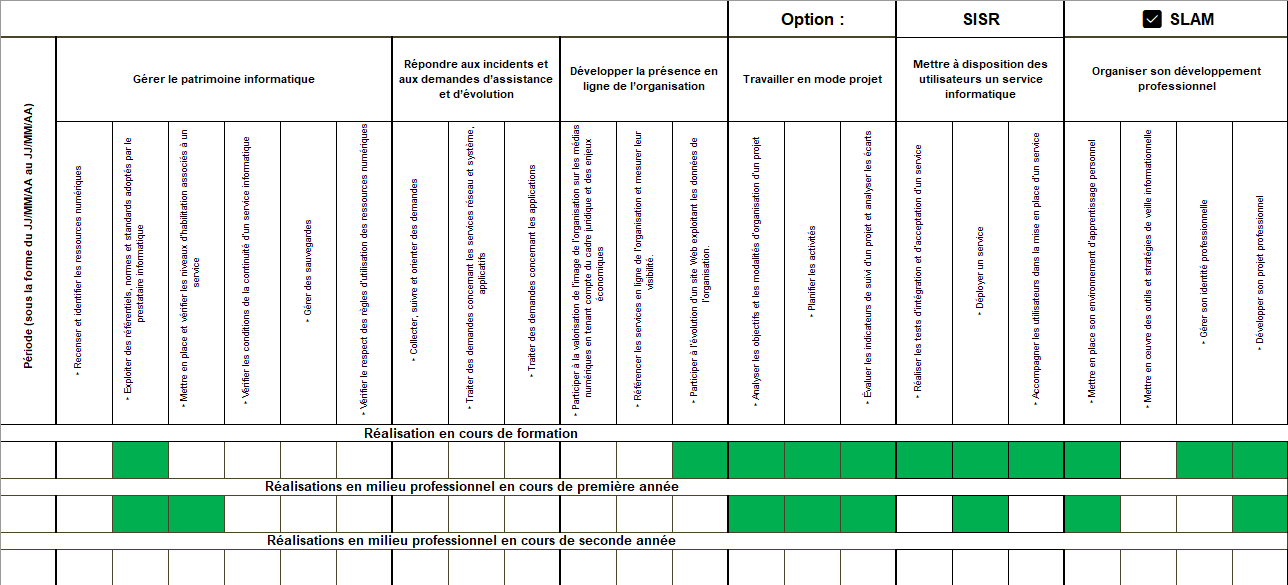 Option :
SISR
SLAM
Période (sous la forme du JJ/MM/AA au JJ/MM/AA)
Gérer le patrimoine informatique
Répondre aux incidents et
aux demandes d’assistance
et d’évolution
Développer la présence en
ligne de l’organisation
Travailler en mode projet
Mettre à disposition des
utilisateurs un service
informatique
Organiser son développement
professionnel
‣ Recenser et identifier les ressources numériques
‣ Exploiter des référentiels, normes et standards adoptés par le
prestataire informatique
‣ Mettre en place et vérifier les niveaux d’habilitation associés à un
service
‣ Vérifier les conditions de la continuité d’un service informatique
‣ Gérer des sauvegardes
‣ Vérifier le respect des règles d’utilisation des ressources numériques
‣ Collecter, suivre et orienter des demandes
‣ Traiter des demandes concernant les services réseau et système,
applicatifs
‣ Traiter des demandes concernant les applications
‣ Participer à la valorisation de l’image de l’organisation sur les médias
numériques en tenant compte du cadre juridique et des enjeux
économiques
‣ Référencer les services en ligne de l’organisation et mesurer leur
visibilité.
‣ Participer à l’évolution d’un site Web exploitant les données de
l’organisation.
‣ Analyser les objectifs et les modalités d’organisation d’un projet
‣ Planifier les activités
‣ Évaluer les indicateurs de suivi d’un projet et analyser les écarts
‣ Réaliser les tests d’intégration et d’acceptation d’un service
‣ Déployer un service
‣ Accompagner les utilisateurs dans la mise en place d’un service
‣ Mettre en place son environnement d’apprentissage personnel
‣ Mettre en œuvre des outils et stratégies de veille informationnelle
‣ Gérer son identité professionnelle
‣ Développer son projet professionnel
Réalisation en cours de formation
Réalisations en milieu professionnel en cours de première année
Réalisations en milieu professionnel en cours de seconde année